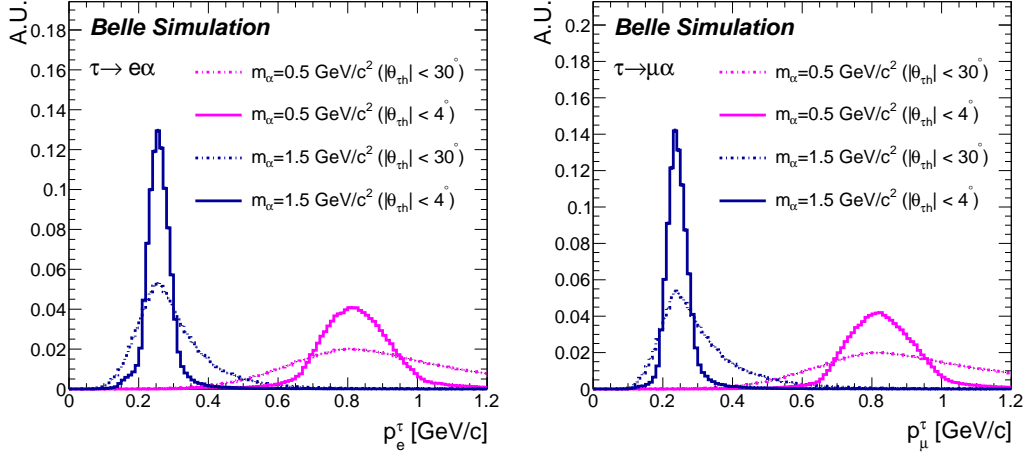 A.U.
0.18
0.16
0.14
0.12
0.1
0.08
0.06
0.04
0.02
0
Belle Simulation
τ→ eα
mα=0.5 GeV/c² (|θτh| < 30°)
mα=0.5 GeV/c² (|θτh| < 4°)
mα=1.5 GeV/c² (|θτh| < 30°)
mα=1.5 GeV/c² (|θτh| < 4°)
0 0.2 0.4 0.6 0.8 1 1.2
p_e^τ [GeV/c]
A.U.
0.2
0.18
0.16
0.14
0.12
0.1
0.08
0.06
0.04
0.02
0
Belle Simulation
τ→μα
mα=0.5 GeV/c² (|θτh| < 30°)
mα=0.5 GeV/c² (|θτh| < 4°)
mα=1.5 GeV/c² (|θτh| < 30°)
mα=1.5 GeV/c² (|θτh| < 4°)
0 0.2 0.4 0.6 0.8 1 1.2
p_μ^τ [GeV/c]